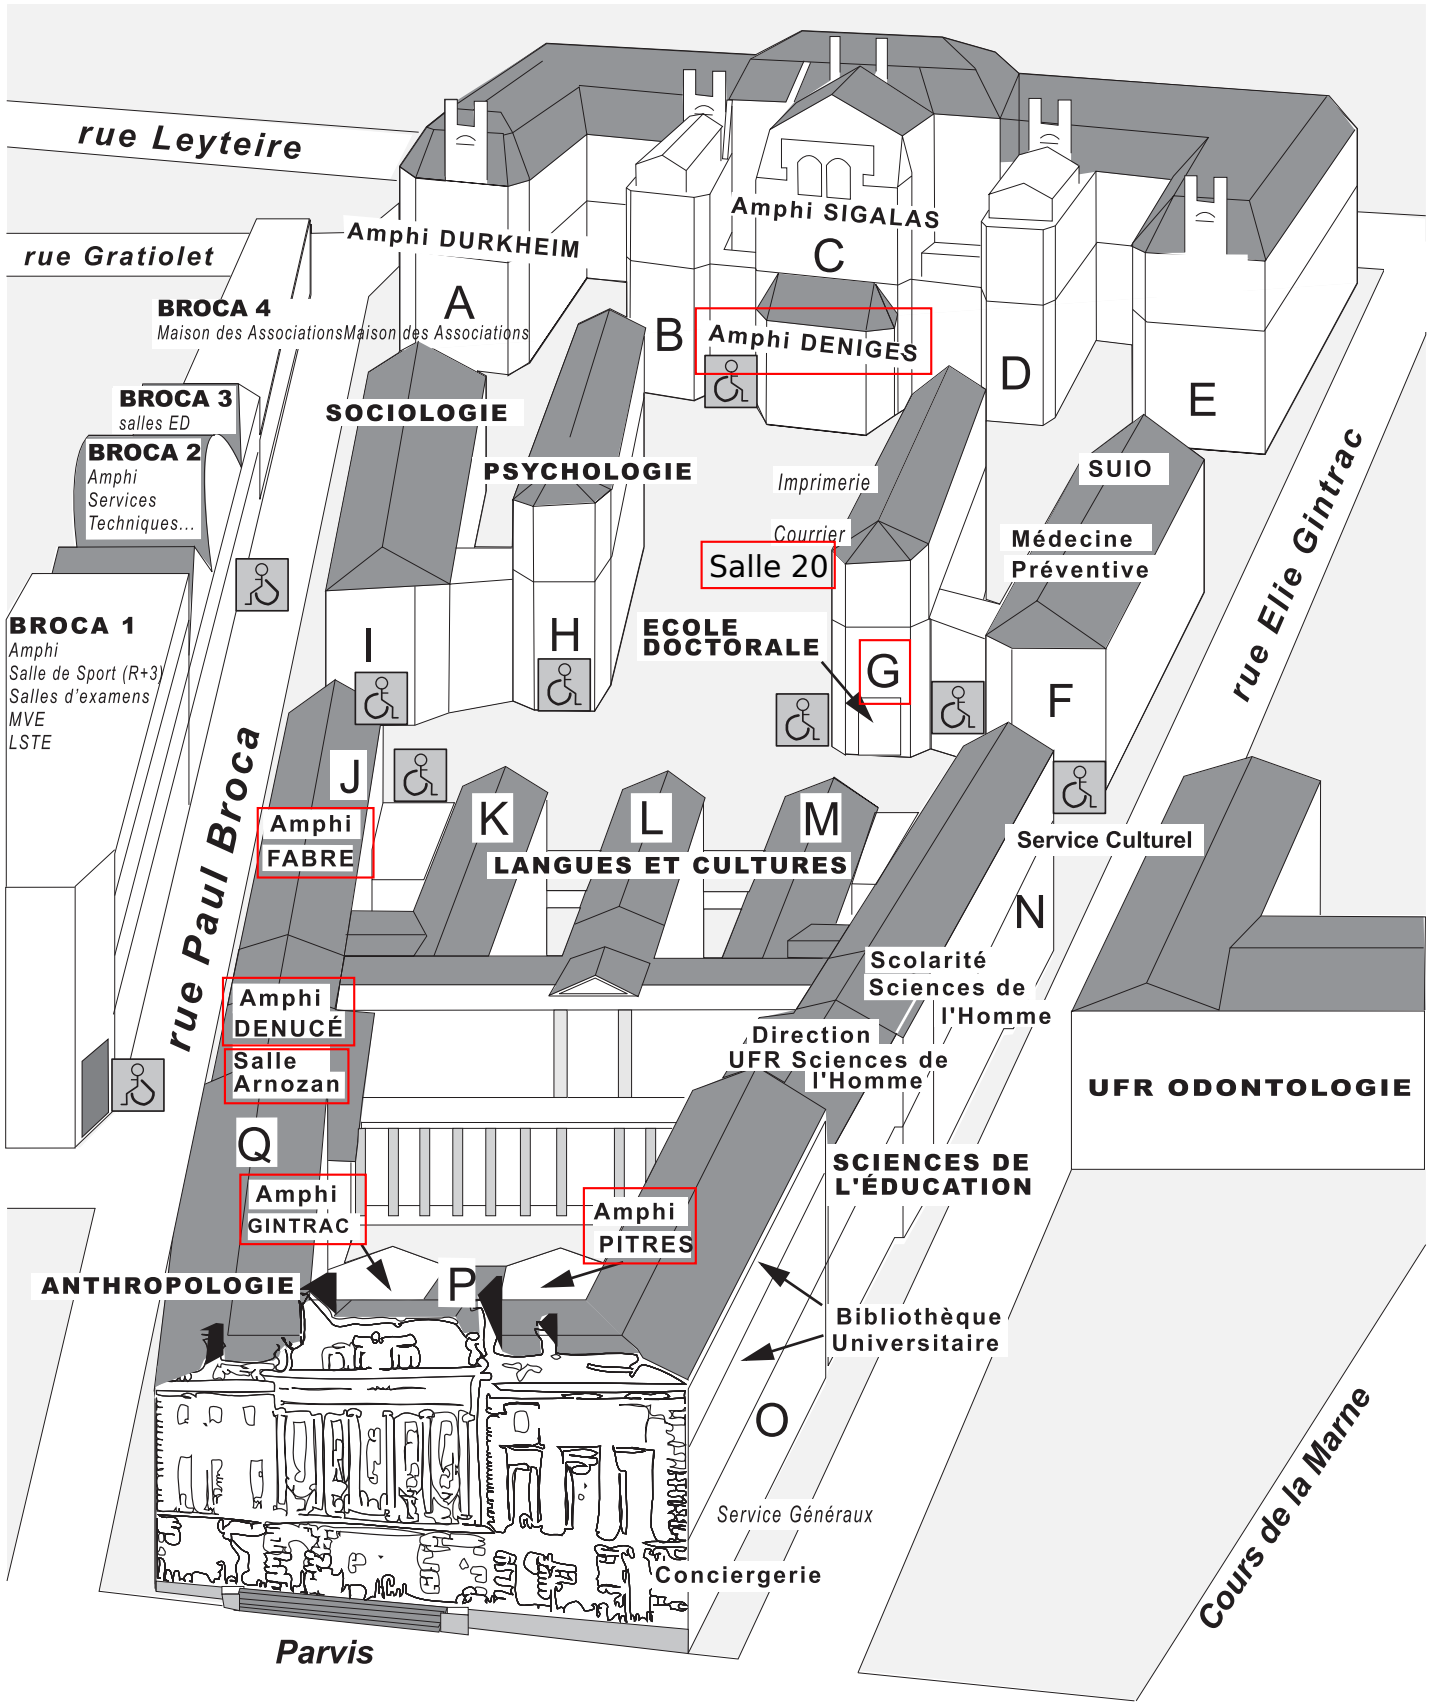 rue Leyteire
rue Gratiolet
Amphi DURKHEIM
Amphi SIGALAS
C
A
BROCA 4
Maison des AssociationsMaison des Associations
B
Amphi DENIGES
D
E
BROCA 3
salles ED
SOCIOLOGIE
BROCA 2
Amphi
Services
Techniques...
PSYCHOLOGIE
Imprimerie
SUIO
Courrier
Médecine
Préventive
Salle 20
rue Elie Gintrac
BROCA 1
Amphi
Salle de Sport (R+3)
Salles d'examens
MVE
LSTE
I
H
ECOLE
DOCTORALE
G
F
rue Paul Broca
J
Amphi
FABRE
K
L
M
LANGUES ET CULTURES
Service Culturel
N
Scolarité
Sciences de
l'Homme
Amphi
DENUCÉ
Salle
Arnozan
Direction
UFR Sciences de
l'Homme
UFR ODONTOLOGIE
Q
SCIENCES DE
L'ÉDUCATION
Amphi
GINTRAC
Amphi
PITRES
ANTHROPOLOGIE
P
Bibliothèque
Universitaire
O
Service Généraux
Conciergerie
Cours de la Marne
Parvis